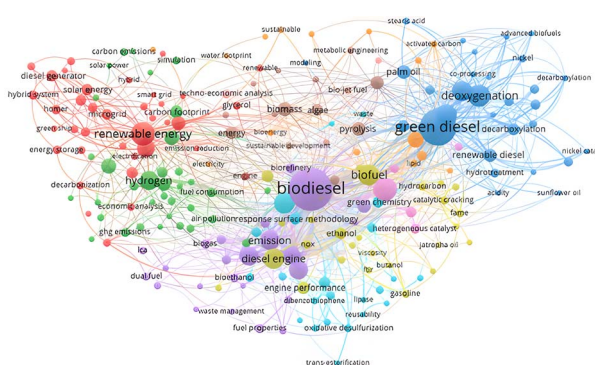 stearic acid
sustainable
advanced biofuels
activated carbon
carbon emissions
metabolic engineering
water footprint
simulation
nickel
solar power
modeling
renewable
palm oil
co-processing
diesel generator
hybrid
decarbonylation
solar energy
bio-jet fuel
techno-economic analysis
hybrid system
smart grid
deoxygenation
homer
glycerol
biomass
algae
microgrid
carbon footprint
waste
green ship
renewable energy
energy
bioenergy
pyrolysis
green diesel
decarboxylation
energy storage
emission reduction
sustainable development
electrification
lipid
renewable diesel
electricity
biorefinery
hydrotreatment
engine
biofuel
decarbonization
hydrogen
fuel consumption
biodiesel
hydrocarbon
acidity
sunflower oil
green chemistry
catalytic cracking
economic analysis
fame
air pollution
response surface methodology
ghg emissions
heterogeneous catalyst
ethanol
emission
biogas
nox
jatropha oil
lca
viscosity
diesel engine
butanol
dual fuel
bioethanol
engine performance
gasoline
dibenzothiophene
lipase
waste management
reusability
fuel properties
oxidative desulfurization
trans-esterification